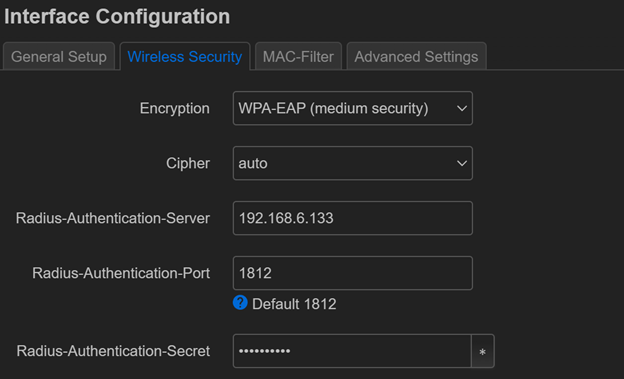 Interface Configuration
General Setup Wireless Security MAC-Filter Advanced Settings
Encryption WPA-EAP (medium security)
Cipher auto
Radius-Authentication-Server 192.168.6.133
Radius-Authentication-Port 1812
? Default 1812
Radius-Authentication-Secret •••••••••• *